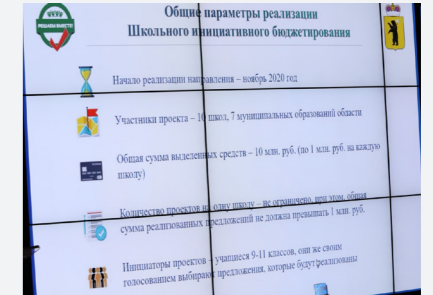 РЕШАЕМ ВМЕСТЕ!
Общие параметры реализации
Школьного инициативного бюджетирования
Начало реализации направления – ноябрь 2020 год
Участники проекта – 10 школ, 7 муниципальных образований области
Общая сумма выделенных средств – 10 млн. руб. (по 1 млн. руб. на каждую
школу)
Количество проектов на одну школу – не ограничено, при этом, общая
сумма реализованных предложений не должна превышать 1 млн. руб.
Инициаторы проектов – учащиеся 9-11 классов, они же своим
голосованием выбирают предложения, которые будут реализованы